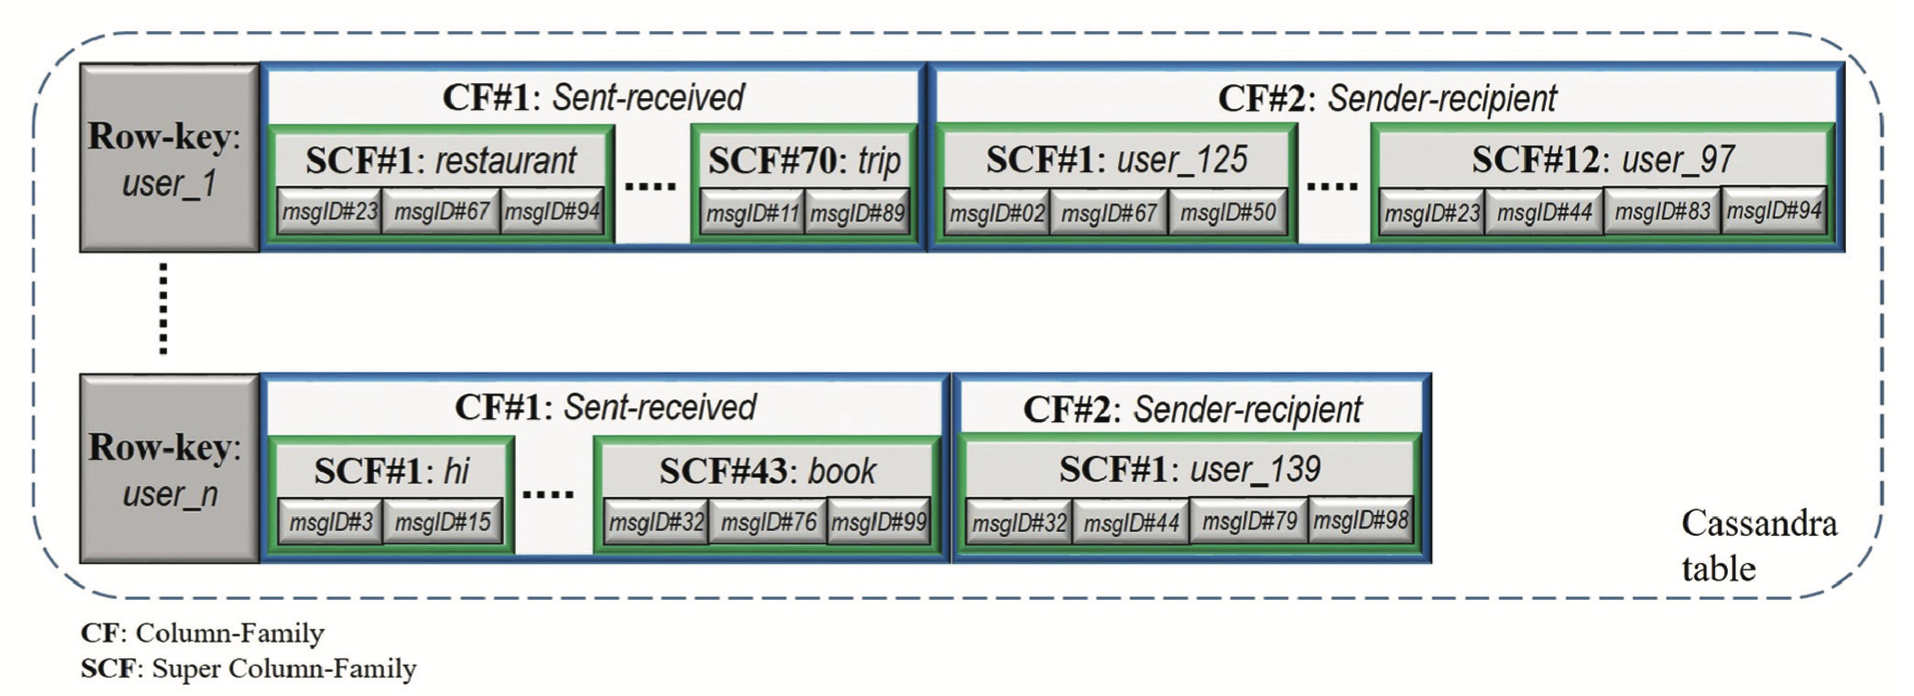 CF#1: Sent-received
CF#2: Sender-recipient
Row-key:
user_1
SCF#1: restaurant
msgID#23 msgID#67 msgID#94
....
SCF#70: trip
msgID#11 msgID#89
SCF#1: user_125
msgID#02 msgID#67 msgID#50
....
SCF#12: user_97
msgID#23 msgID#44 msgID#83 msgID#94
CF#1: Sent-received
CF#2: Sender-recipient
Row-key:
user_n
SCF#1: hi
msgID#3 msgID#15
....
SCF#43: book
msgID#32 msgID#76 msgID#99
SCF#1: user_139
msgID#32 msgID#44 msgID#79 msgID#98
Cassandra
table
CF: Column-Family
SCF: Super Column-Family